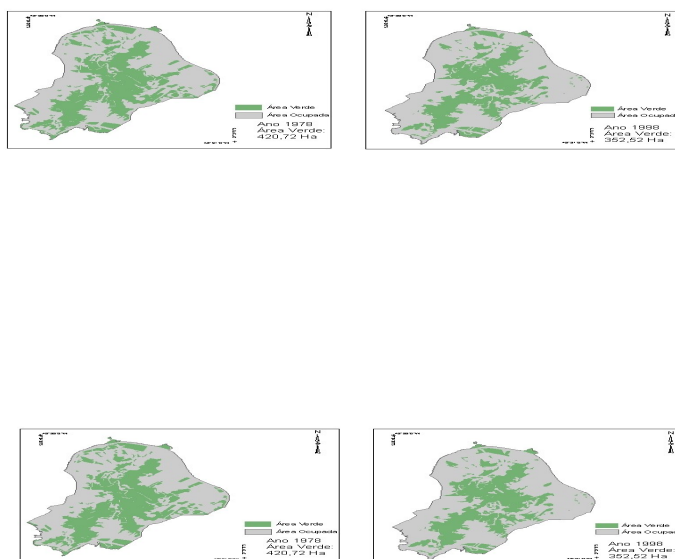 N
Área Verde
Área Ocupada
Ano 1978
Área Verde:
420,72 Ha
Área Verde
Área Ocupada
Ano 1998
Área Verde:
352,52 Ha
N
Área Verde
Área Ocupada
Ano 1978
Área Verde:
420,72 Ha
N
Área Verde
Área Ocupada
Ano 1998
Área Verde:
352,52 Ha